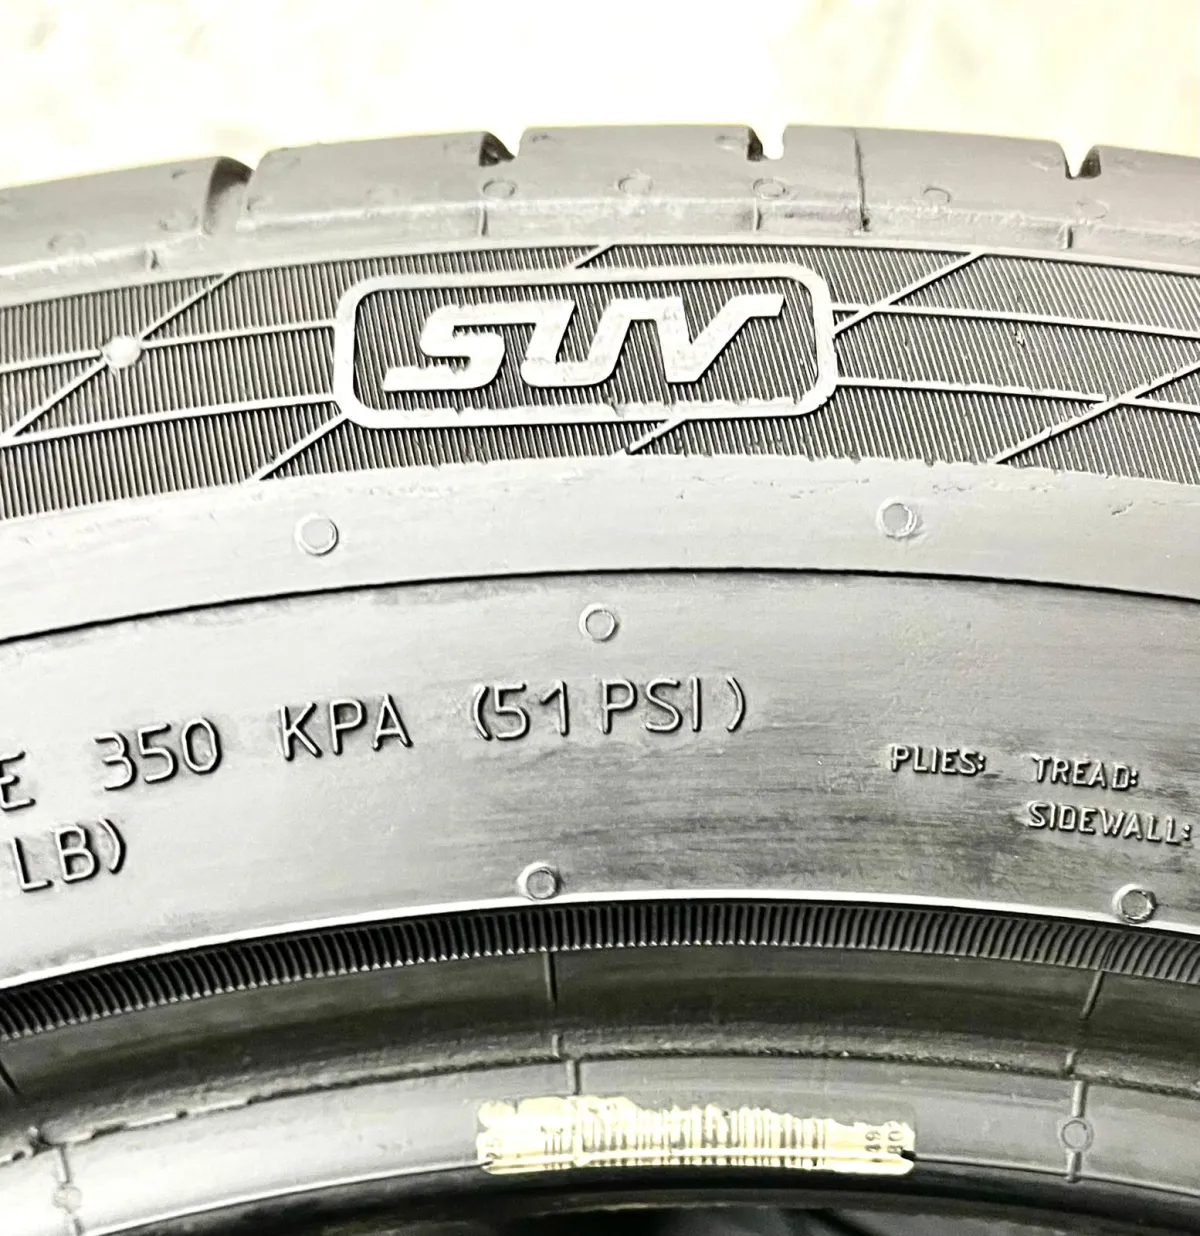 SUV
E 350 KPA (51 PSI)
LB)
PLIES: TREAD:
SIDEWALL: